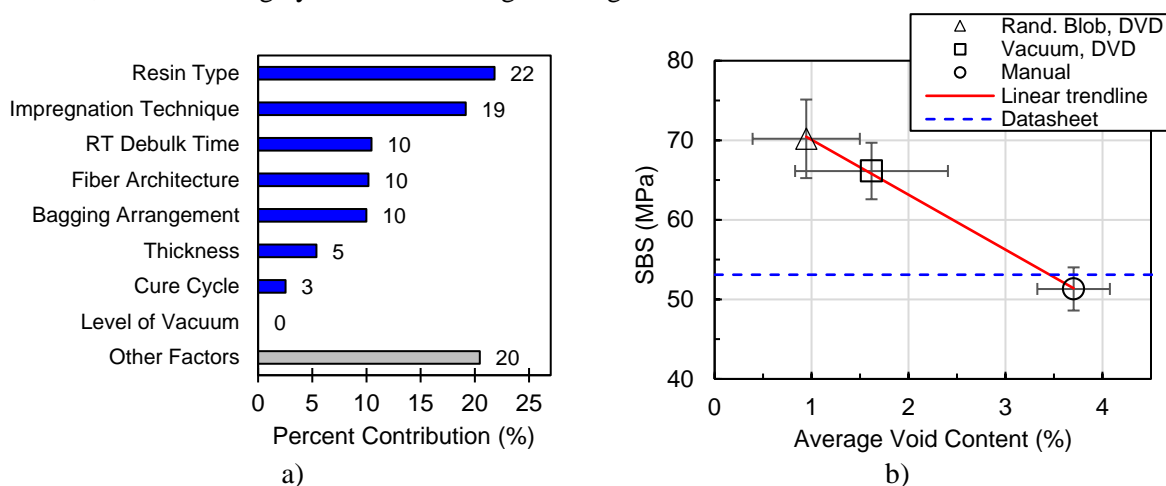 Resin Type 22
Impregnation Technique 19
RT Debulk Time 10
Fiber Architecture 10
Bagging Arrangement 10
Thickness 5
Cure Cycle 3
Level of Vacuum 0
Other Factors 20
0 5 10 15 20 25
Percent Contribution (%)
a)
Rand. Blob, DVD
Vacuum, DVD
Manual
Linear trendline
Datasheet
80
70
60
50
40
SBS (MPa)
0 1 2 3 4
Average Void Content (%)
b)